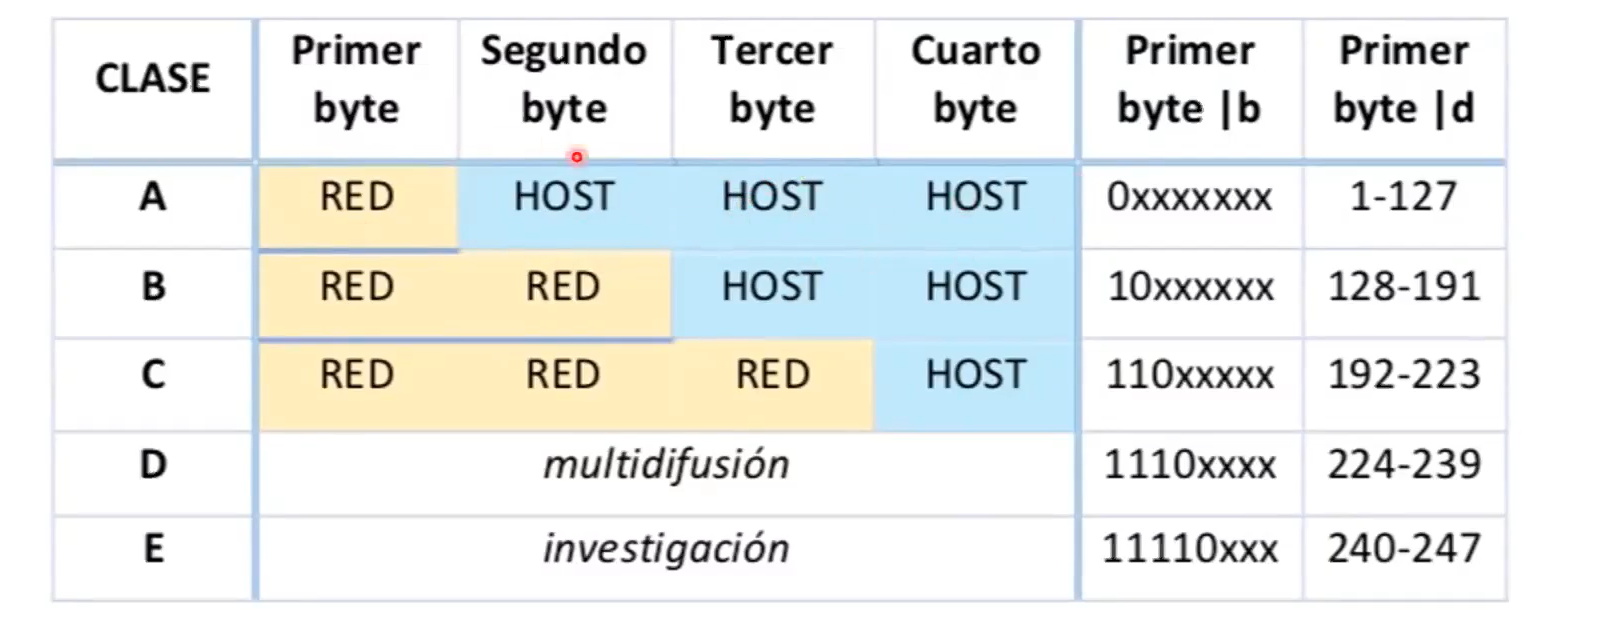 CLASE Primer byte Segundo byte Tercer byte Cuarto byte Primer byte |b Primer byte |d
A RED HOST HOST HOST 0xxxxxxx 1-127
B RED RED HOST HOST 10xxxxxx 128-191
C RED RED RED HOST 110xxxxx 192-223
D multidifusión 1110xxxx 224-239
E investigación 11110xxx 240-247